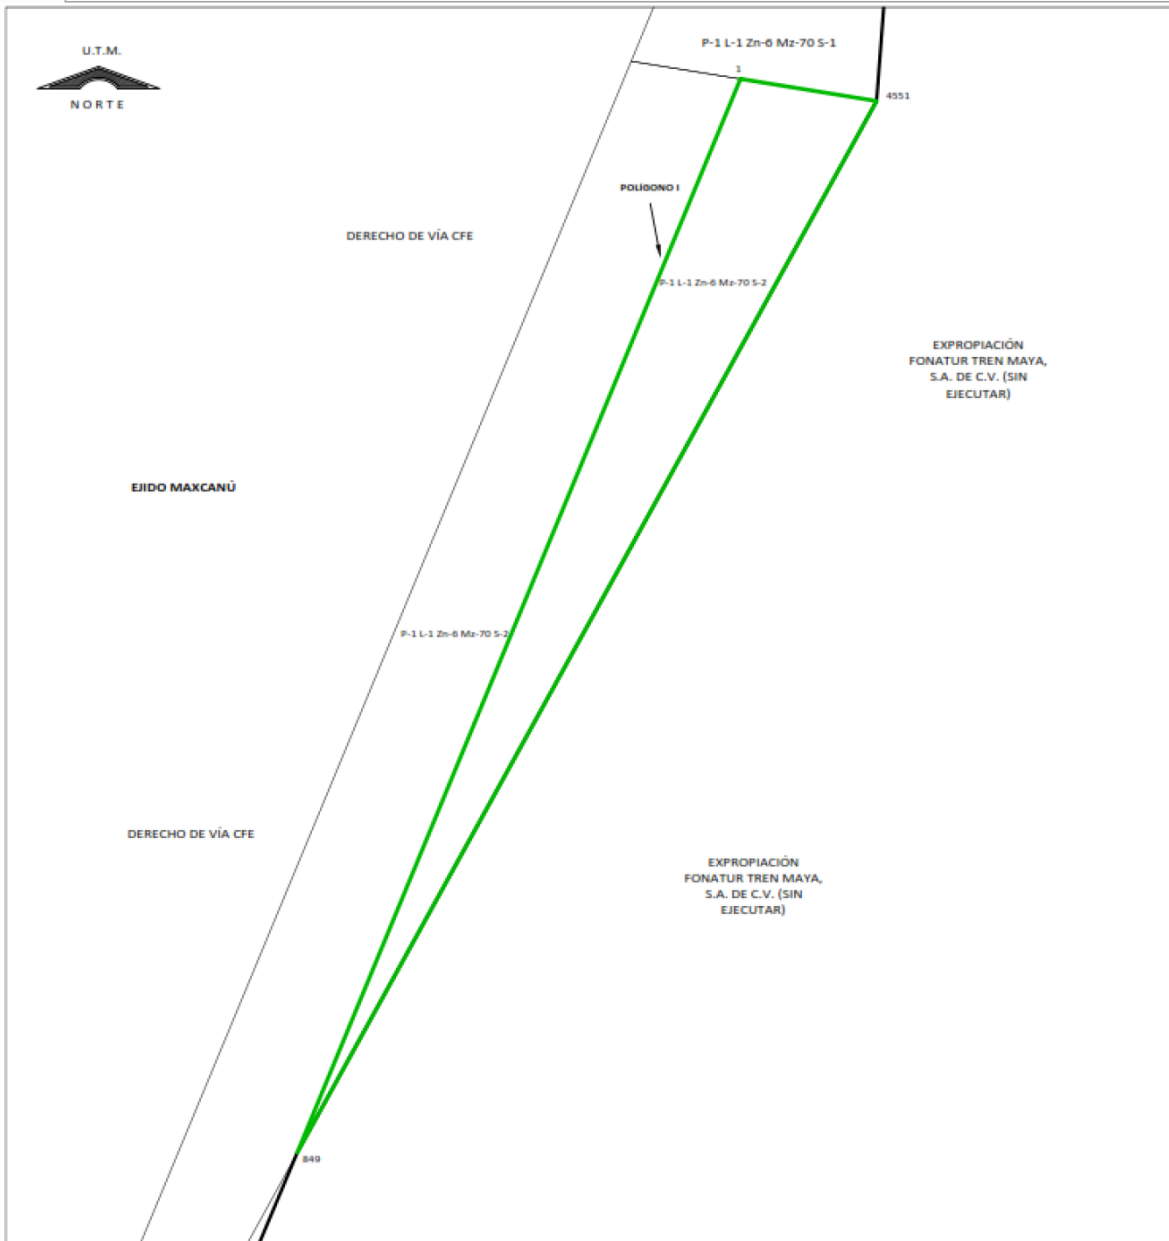 U.T.M.
NORTE
P-1 L-1 Zn-6 Mz-70 S-1
1
4551
POLÍGONO I
DERECHO DE VÍA CFE
P-1 L-1 Zn-6 Mz-70 S-2
EXPROPIACIÓN
FONATUR TREN MAYA,
S.A. DE C.V. (SIN
EJECUTAR)
EJIDO MAXCANÚ
P-1 L-1 Zn-6 Mz-70 S-2
DERECHO DE VÍA CFE
EXPROPIACIÓN
FONATUR TREN MAYA,
S.A. DE C.V. (SIN
EJECUTAR)
849